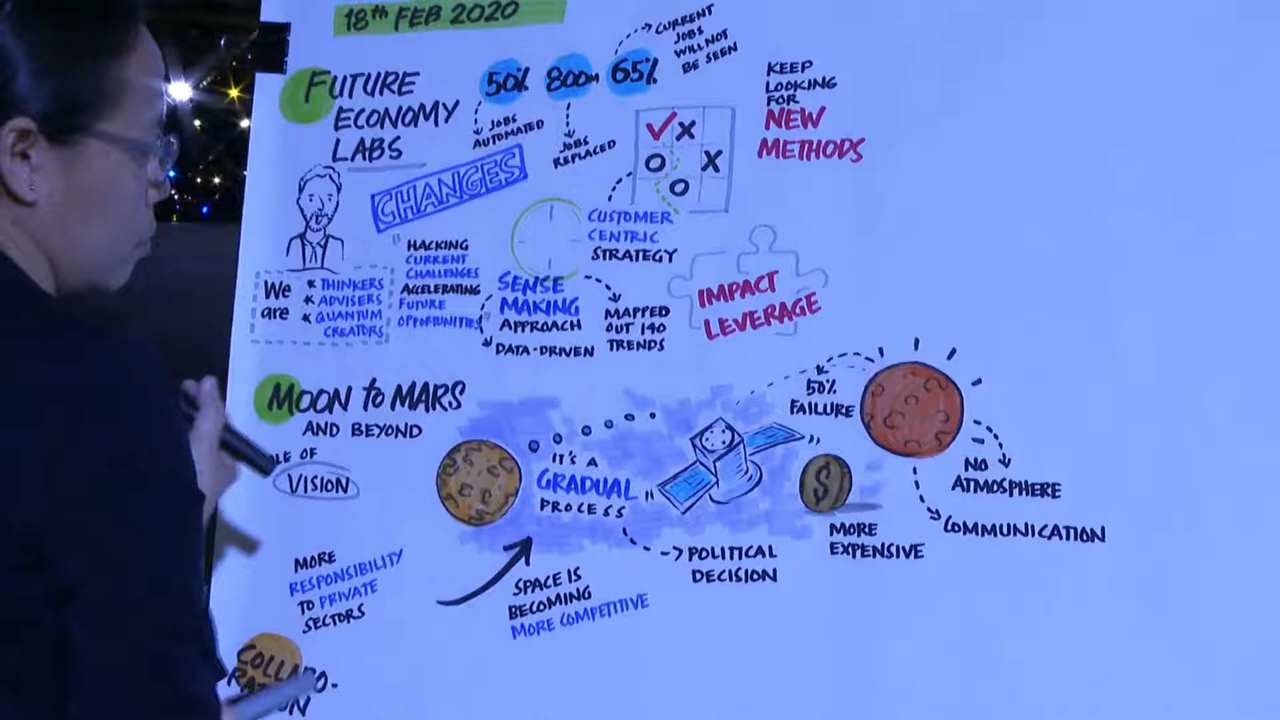 18th FEB 2020
FUTURE
ECONOMY
LABS
50% 800M 65%
CURRENT
JOBS
WILL NOT
BE SEEN
JOBS
AUTOMATED
JOBS
REPLACED
KEEP
LOOKING
FOR
NEW
METHODS
X
O X
O
CHANGES
CUSTOMER
CENTRIC
STRATEGY
We
are
THINKERS
ADVISERS
QUANTUM
CREATORS
" HACKING
CURRENT
CHALLENGES
ACCELERATING
FUTURE
OPPORTUNITIES
SENSE
MAKING
APPROACH
DATA-DRIVEN
MAPPED
OUT 140
TRENDS
IMPACT
LEVERAGE
MOON to MARS
AND BEYOND
OF
VISION
IT'S A
GRADUAL
PROCESS
50%
FAILURE
$
MORE
EXPENSIVE
NO
ATMOSPHERE
COMMUNICATION
POLITICAL
DECISION
MORE
RESPONSIBILITY
TO PRIVATE
SECTORS
SPACE IS
BECOMING
MORE COMPETITIVE